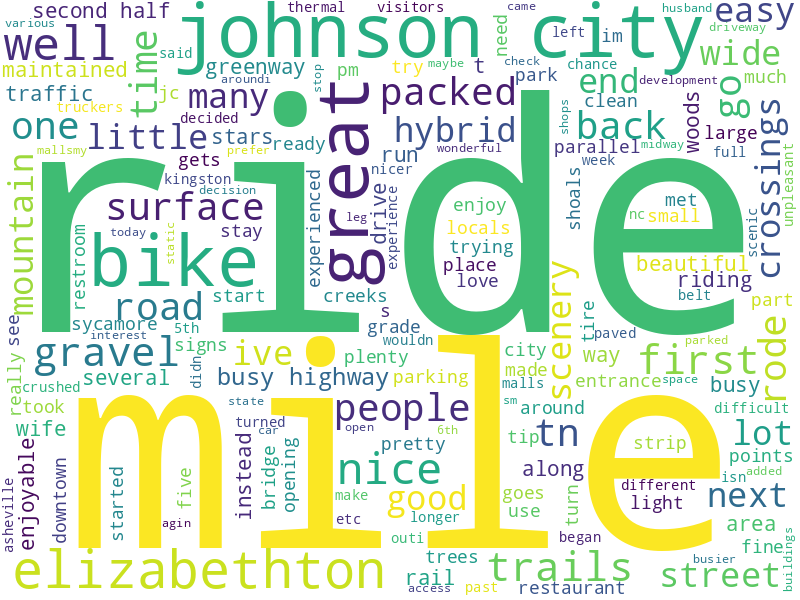 various
second half
thermal
visitors
came
husband
easy
johnson city
well
greenway
said
left
lim
driveway
need
wide
maintained
time
pm
try
t
check
chance
park
much
traffic
jc
aroundi
stop
development
go
truckers
many
packed
clean
end
one
decided
stars
ready
hybrid
shops
back
woods
large
crossings
little
mallsmy
prefer
run
wonderful
parallel
midway
full
gets
great
nicer
week
unpleasant
kingston
experienced
drive
experience
enjoy
shoals
met
nc
small
mountain
surface
decision
leg
locals
trying
scenic
ride
today
stay
place
beautiful
restroom
static
bike
love
riding
road
start
creeks
s
scenery
belt
part
see
sycamore
5th
grade
tire
paved
rode
interest
signs
wouldn
city
way
parked
really
gravel
ive
plenty
made
entrance
space
first
crushed
several
didn
busy highway
parking
malls
busy
took
state
people
sm
around
difficult
mile
wife
turned
car
open
6th
tip
tn
strip
lot
points
enjoyable
downtown
started
instead
bridge
opening
pretty
nice
along
isn
added
asheville
five
make
good
goes
turn
different
light
next
agin
etc
longer
use
began
area
fine
outi
trees
elizabethton
rail
access
past
trails
restaurant
busier
street
buildings